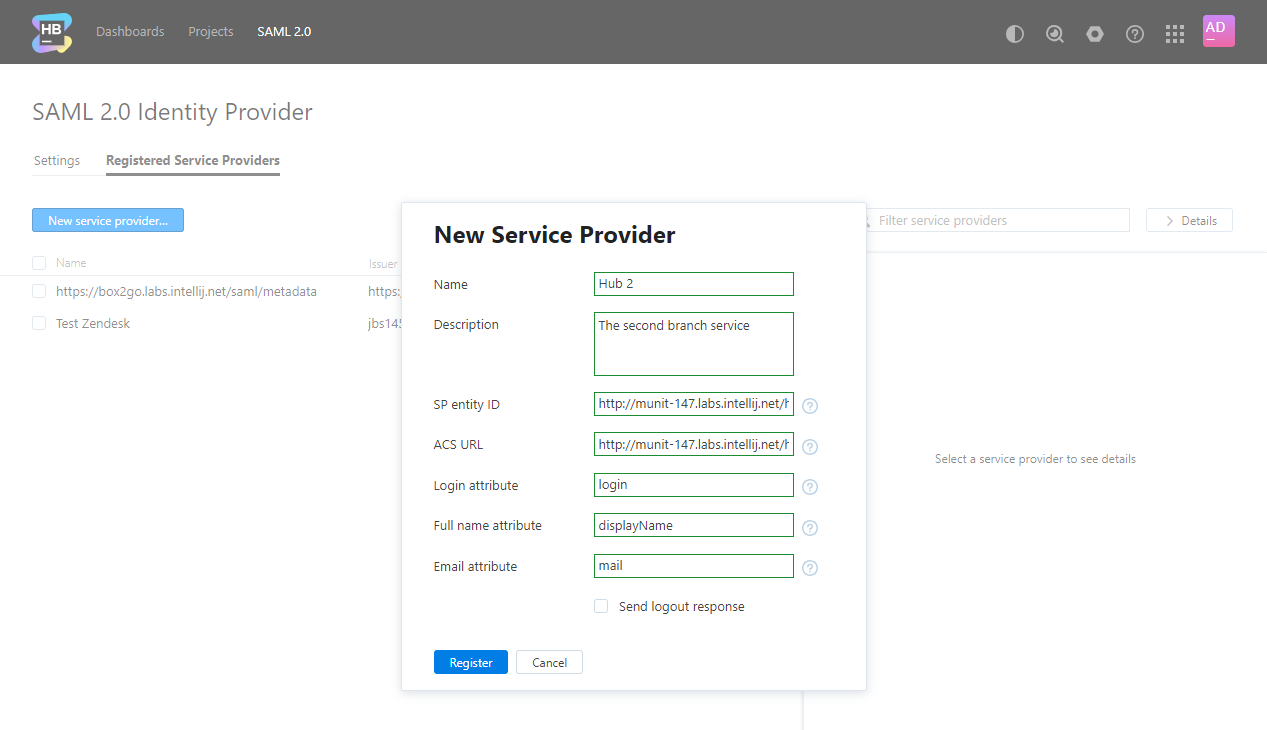 HB
Dashboards Projects SAML 2.0
AD
SAML 2.0 Identity Provider
Settings Registered Service Providers
New service provider...
Filter service providers
Details
Name Issuer
https://box2go.labs.intellij.net/saml/metadata https:
Test Zendesk jbs145
Select a service provider to see details
New Service Provider
Name Hub 2
Description The second branch service
SP entity ID http://munit-147.labs.intellij.net/h
ACS URL http://munit-147.labs.intellij.net/h
Login attribute login
Full name attribute displayName
Email attribute mail
Send logout response
Register Cancel